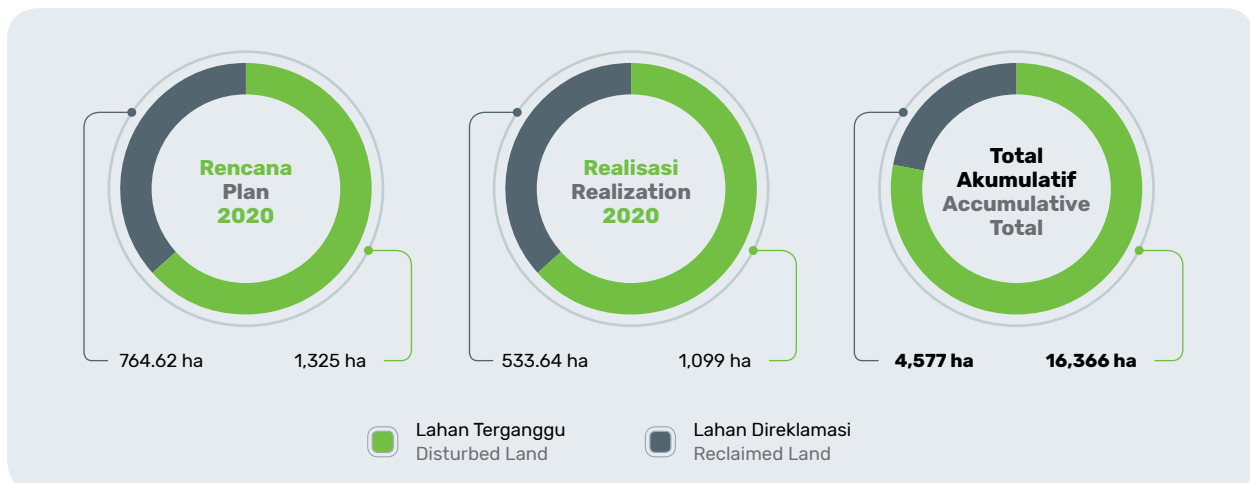 Rencana
Plan
2020
764.62 ha
1,325 ha
Realisasi
Realization
2020
533.64 ha
1,099 ha
Total
Akumulatif
Accumulative
Total
4,577 ha
16,366 ha
Lahan Terganggu
Disturbed Land
Lahan Direklamasi
Reclaimed Land